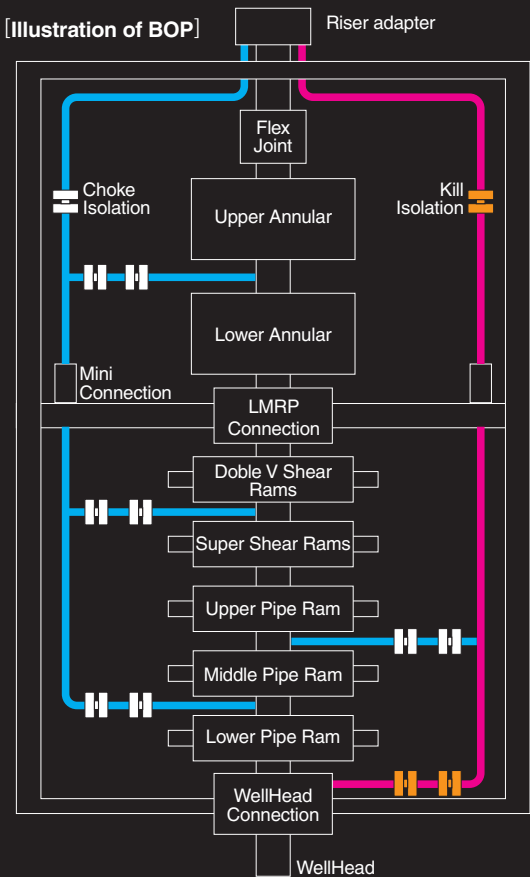 [Illustration of BOP]
Riser adapter
Flex
Joint
Choke
Isolation
Kill
Isolation
Upper Annular
Lower Annular
Mini
Connection
LMRP
Connection
Doble V Shear
Rams
Super Shear Rams
Upper Pipe Ram
Middle Pipe Ram
Lower Pipe Ram
WellHead
Connection
WellHead